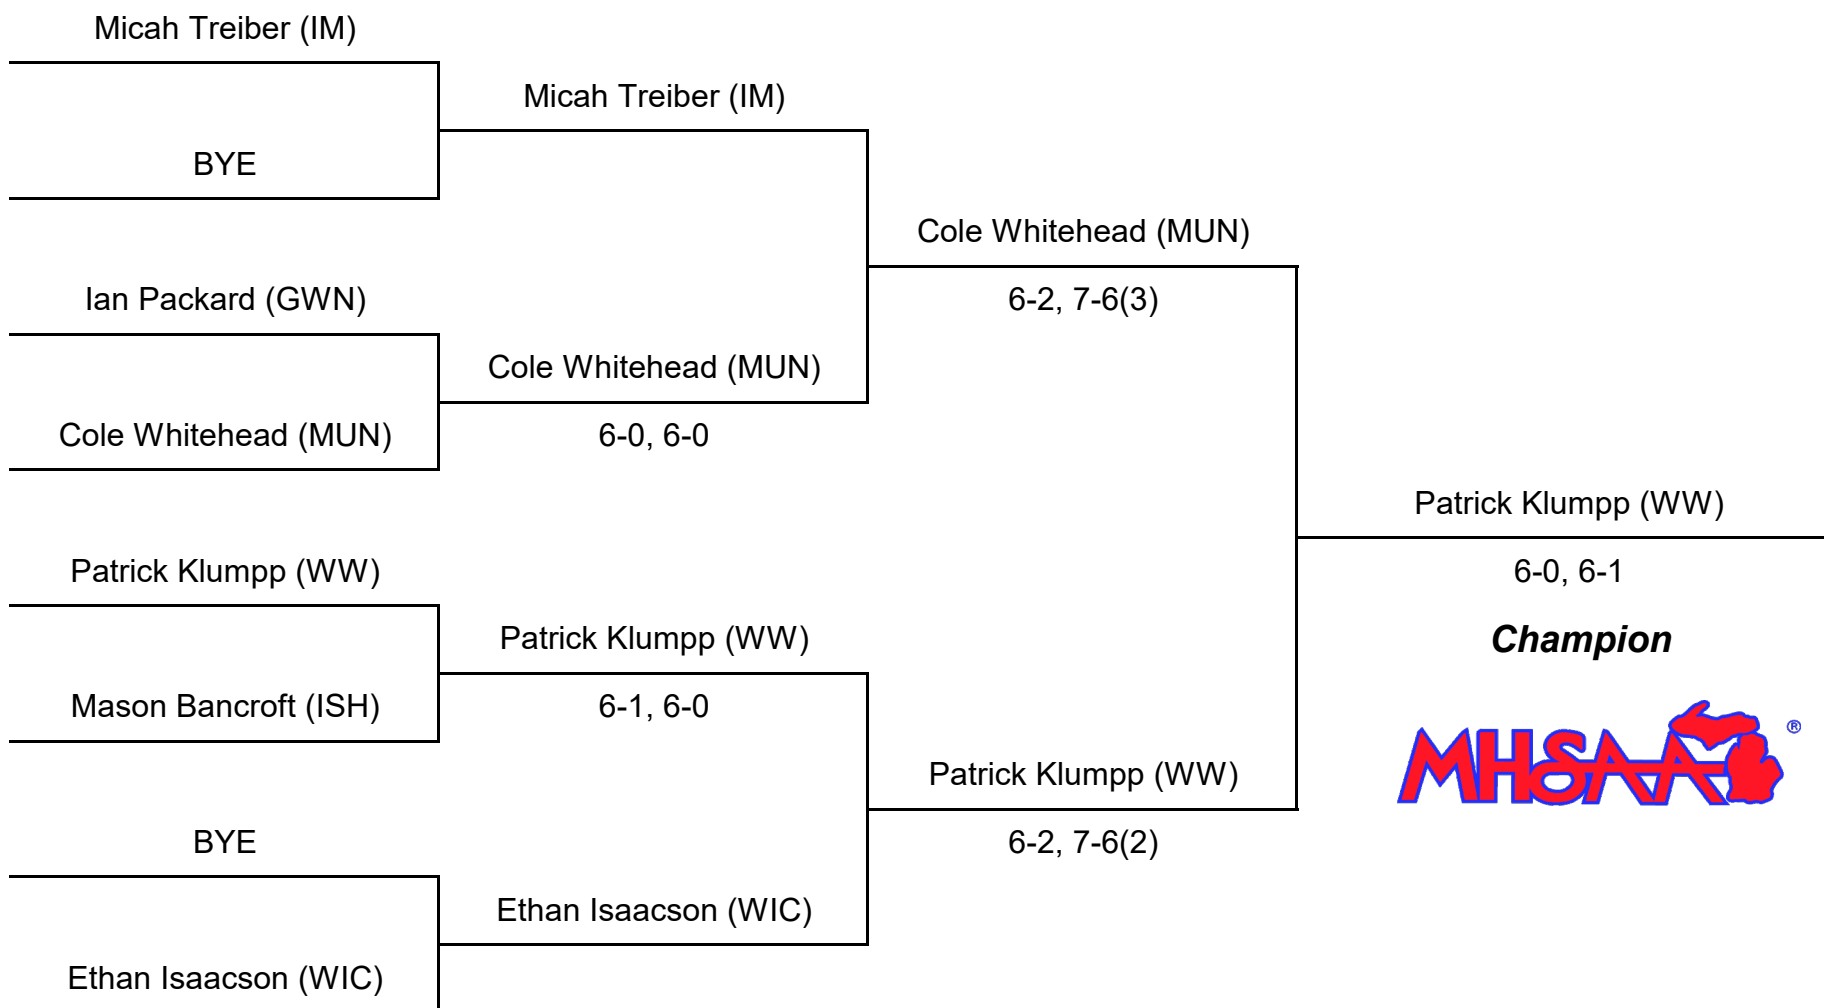 Micah Treiber (IM)
Micah Treiber (IM)
BYE
Cole Whitehead (MUN)
Ian Packard (GWN)
6-2, 7-6(3)
Cole Whitehead (MUN)
Cole Whitehead (MUN)
6-0, 6-0
Patrick Klumpp (WW)
Patrick Klumpp (WW)
6-0, 6-1
Patrick Klumpp (WW)
Champion
Mason Bancroft (ISH)
6-1, 6-0
MHSAA ®
Patrick Klumpp (WW)
BYE
6-2, 7-6(2)
Ethan Isaacson (WIC)
Ethan Isaacson (WIC)